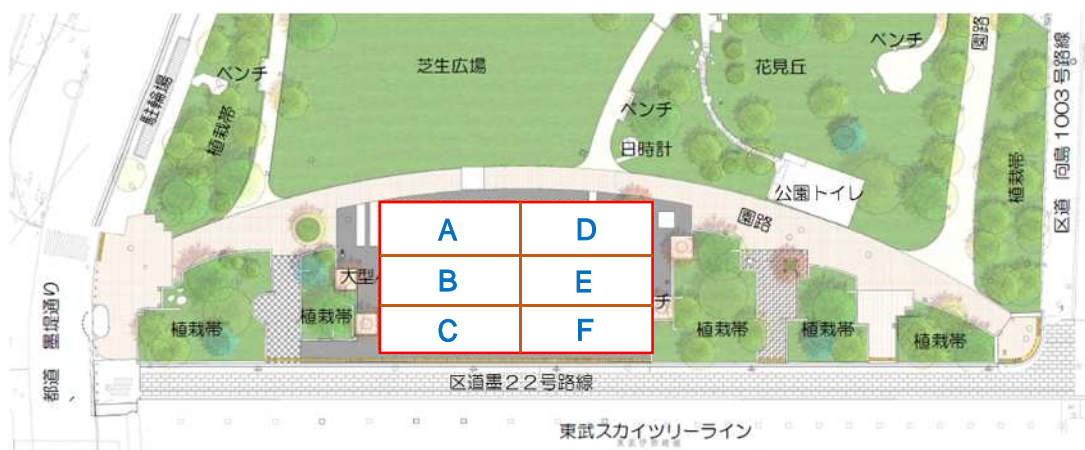 ベンチ
園路
芝生広場
花見丘
ベンチ
駐輪場
ベンチ
植栽帯
日時計
区道 向島1003号路線
公園トイレ
植栽帯
園路
A
D
大型
B
E
チ
C
F
植栽帯
植栽帯
植栽帯
植栽帯
植栽帯
都道 墨堤通り
区道墨22号路線
東武スカイツリーライン